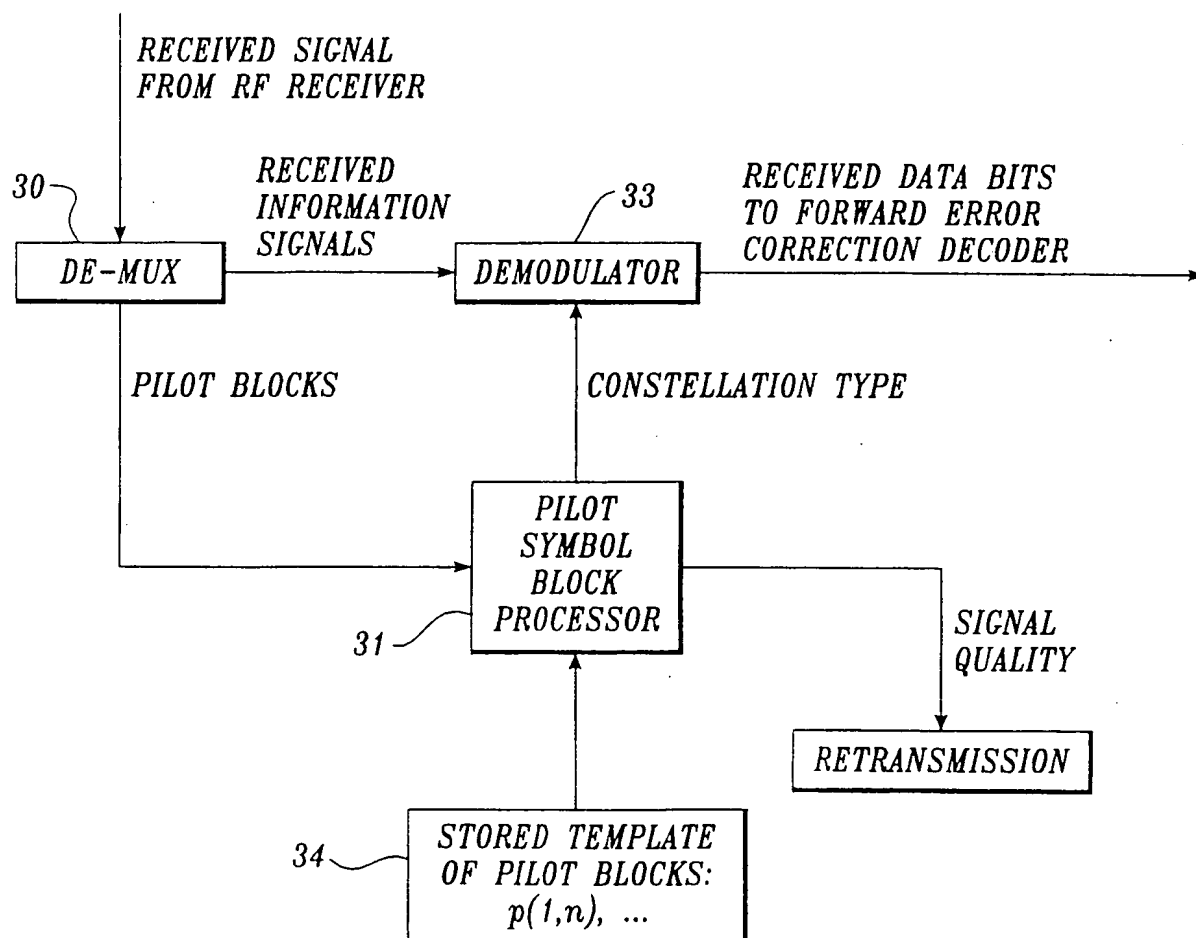 RECEIVED SIGNAL
FROM RF RECEIVER
30
RECEIVED
INFORMATION
SIGNALS
33
RECEIVED DATA BITS
TO FORWARD ERROR
CORRECTION DECODER
DE-MUX
DEMODULATOR
PILOT BLOCKS
CONSTELLATION TYPE
PILOT
SYMBOL
BLOCK
PROCESSOR
31
SIGNAL
QUALITY
RETRANSMISSION
34
STORED TEMPLATE
OF PILOT BLOCKS:
p(1,n), ...